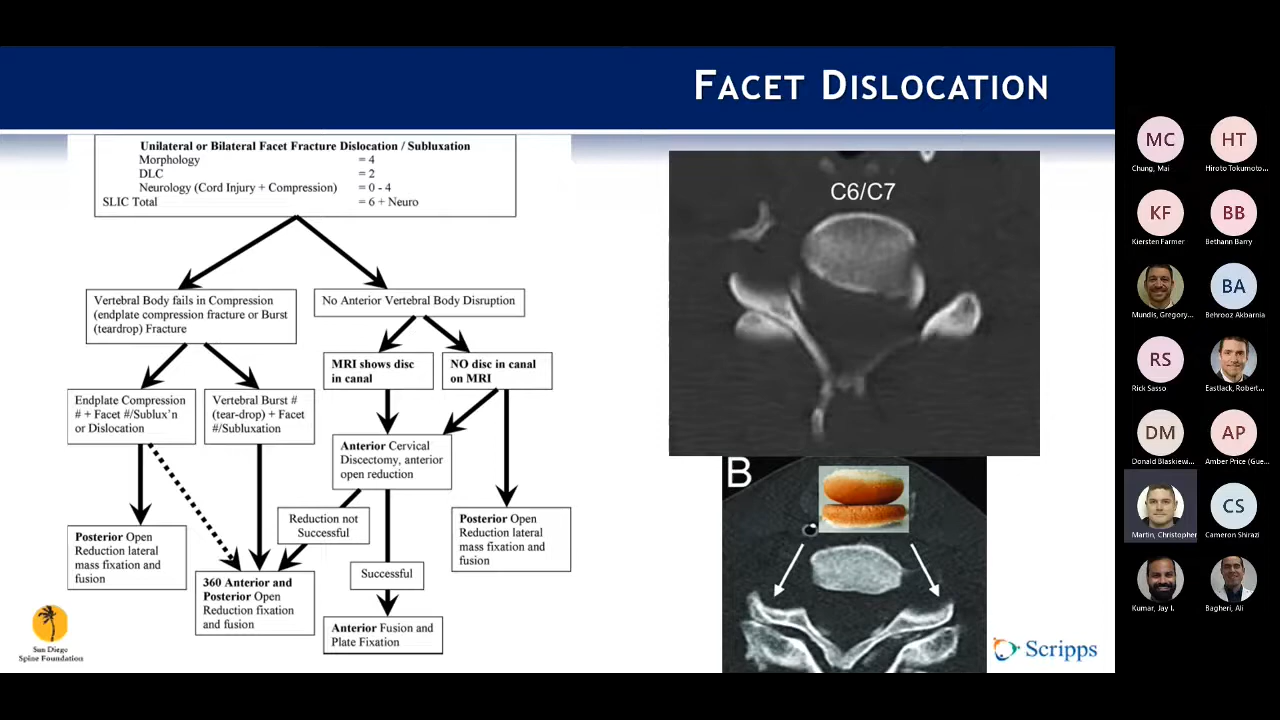 FACET DISLOCATION
Unilateral or Bilateral Facet Fracture Dislocation / Subluxation
Morphology = 4
DLC = 2
Neurology (Cord Injury + Compression) = 0 - 4
SLIC Total = 6 + Neuro
Vertebral Body fails in Compression
(endplate compression fracture or Burst
(teardrop) Fracture
No Anterior Vertebral Body Disruption
MRI shows disc
in canal
NO disc in canal
on MRI
Endplate Compression
# + Facet #/Sublux'n
or Dislocation
Vertebral Burst #
(tear-drop) + Facet
#/Subluxation
Anterior Cervical
Discectomy, anterior
open reduction
Reduction not
Successful
Posterior Open
Reduction lateral
mass fixation and
fusion
Posterior Open
Reduction lateral
mass fixation and
fusion
Successful
360 Anterior and
Posterior Open
Reduction fixation
and fusion
Anterior Fusion and
Plate Fixation
San Diego
Spine Foundation
C6/C7
B
Scripps
MC
Chung, Mai
HT
Hiroto Tokumoto...
KF
Kiersten Farmer
BB
Bethann Barry
Mundis, Gregory...
BA
Behrooz Akbarnia
RS
Rick Sasso
Eastlack, Robert...
DM
Donald Blaskiewi...
AP
Amber Price (Gue...
Martin, Christopher
CS
Cameron Shirazi
Kumar, Jay I.
Bagheri, Ali